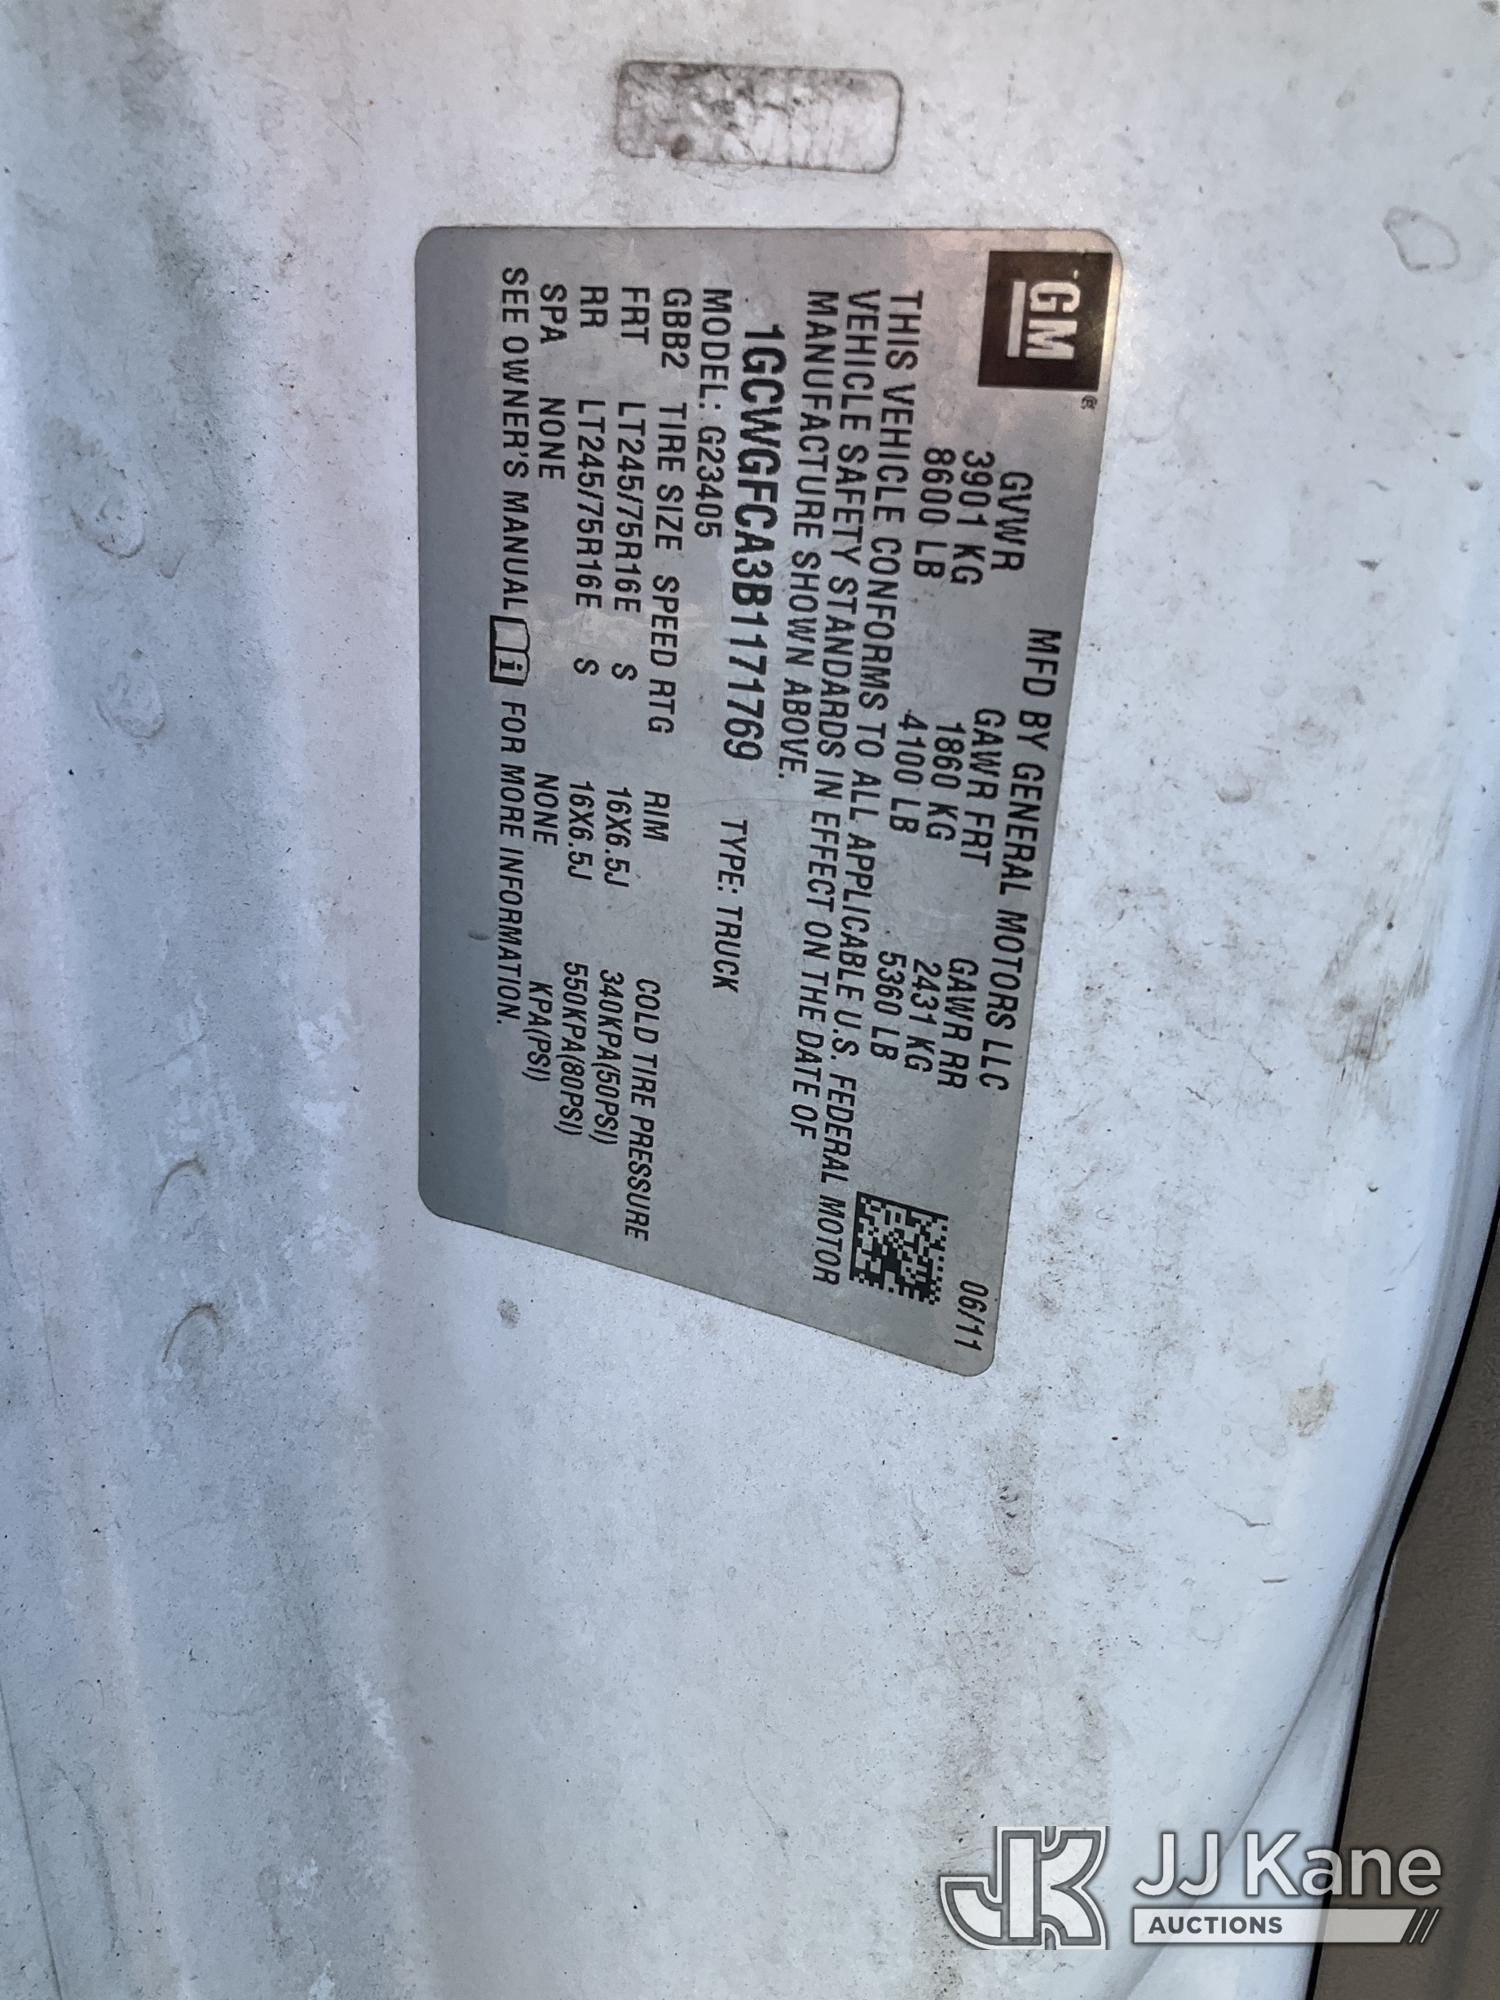 GM®
MFD BY GENERAL MOTORS LLC 06/11
GVWR GAWR FRT GAWR RR
3901 KG 1860 KG 2431 KG
8600 LB 4100 LB 5360 LB
THIS VEHICLE CONFORMS TO ALL APPLICABLE U.S. FEDERAL MOTOR
VEHICLE SAFETY STANDARDS IN EFFECT ON THE DATE OF
MANUFACTURE SHOWN ABOVE.
1GCWGFCA3B1171769 TYPE: TRUCK
MODEL: G23405
GBB2 TIRE SIZE SPEED RTG RIM COLD TIRE PRESSURE
FRT LT245/75R16E S 16X6.5J 340KPA(50PSI)
RR LT245/75R16E S 16X6.5J 550KPA(80PSI)
SPA NONE NONE KPA(PSI)
SEE OWNER'S MANUAL i FOR MORE INFORMATION.
JK JJ Kane
AUCTIONS